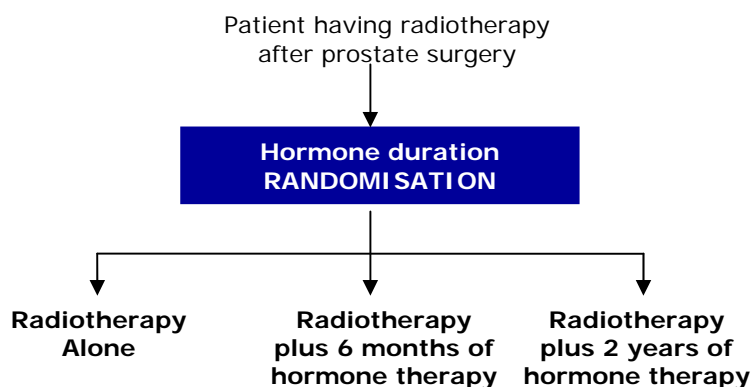 Patient having radiotherapy
after prostate surgery
Hormone duration
RANDOMISATION
Radiotherapy
Alone
Radiotherapy
plus 6 months of
hormone therapy
Radiotherapy
plus 2 years of
hormone therapy